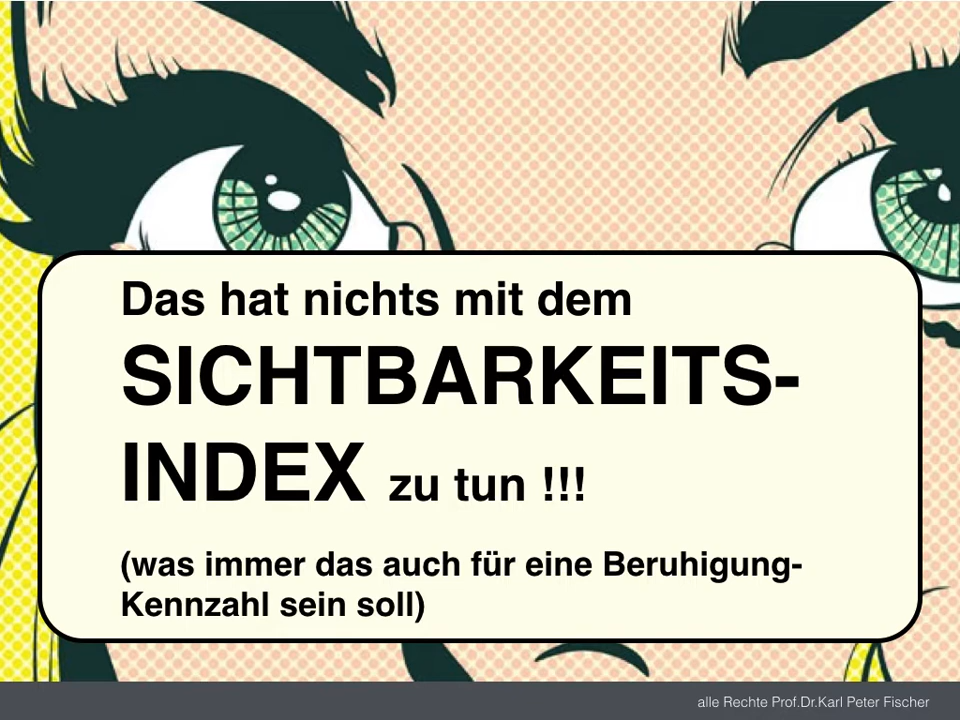 Das hat nichts mit dem
SICHTBARKEITS-
INDEX zu tun !!!
(was immer das auch für eine Beruhigung-
Kennzahl sein soll)
alle Rechte Prof.Dr.Karl Peter Fischer